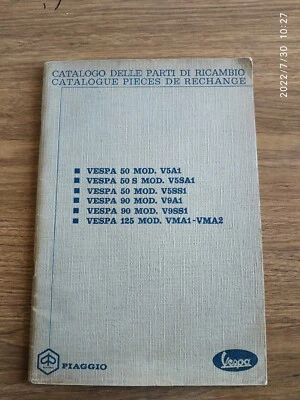 2022/7/30 10:27
CATALOGO DELLE PARTI DI RICAMBIO
CATALOGUE PIECES DE RECHANGE
VESPA 50 MOD. V5A1
VESPA 50 S MOD. V5SA1
VESPA 50 MOD. V5SS1
VESPA 90 MOD. V9A1
VESPA 90 MOD. V9SS1
VESPA 125 MOD. VMA1-VMA2
PIAGGIO
Vespa